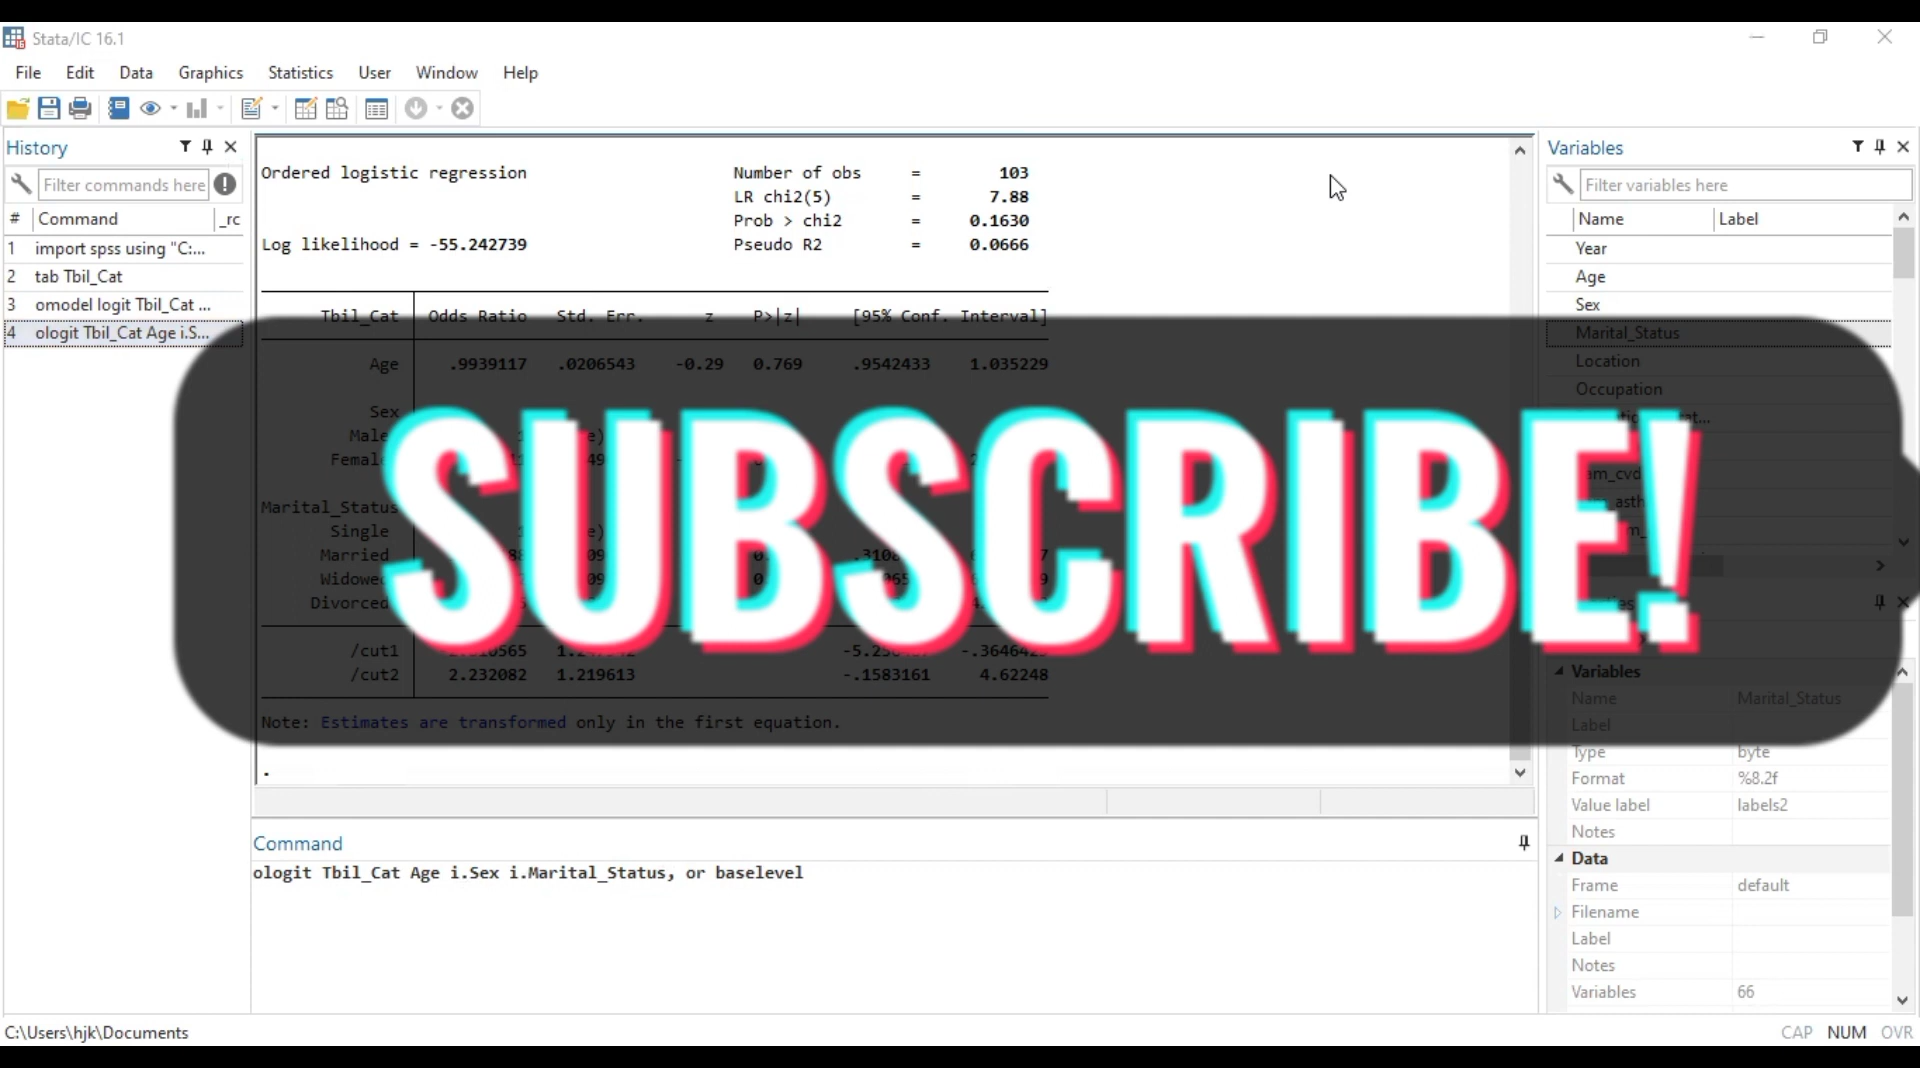 Stata/IC 16.1
File Edit Data Graphics Statistics User Window Help
History
Filter commands here
# Command _rc
1 import spss using "C:...
2 tab Tbil_Cat
3 omodel logit Tbil_Cat ...
4 ologit Tbil_Cat Age i.S...
Ordered logistic regression Number of obs = 103
LR chi2(5) = 7.88
Prob > chi2 = 0.1630
Log likelihood = -55.242739 Pseudo R2 = 0.0666
Tbil_Cat Odds Ratio Std. Err. z P>|z| [95% Conf. Interval]
Age .9939117 .0206543 -0.29 0.769 .9542433 1.035229
Sex
Male
Female
Marital_Status
Single
Married
Widowed
Divorced
SUBSCRIBE!
/cut1
/cut2 2.232082 1.219613 -.1583161 4.62248
Note: Estimates are transformed only in the first equation.
.
Command
ologit Tbil_Cat Age i.Sex i.Marital_Status, or baselevel
Variables
Filter variables here
Name Label
Year
Age
Sex
Marital_Status
Location
Occupation
Variables
Name Marital_Status
Label
Type byte
Format %8.2f
Value label labels2
Notes
Data
Frame default
Filename
Label
Notes
Variables 66
C:\Users\hjk\Documents
CAP NUM OVR